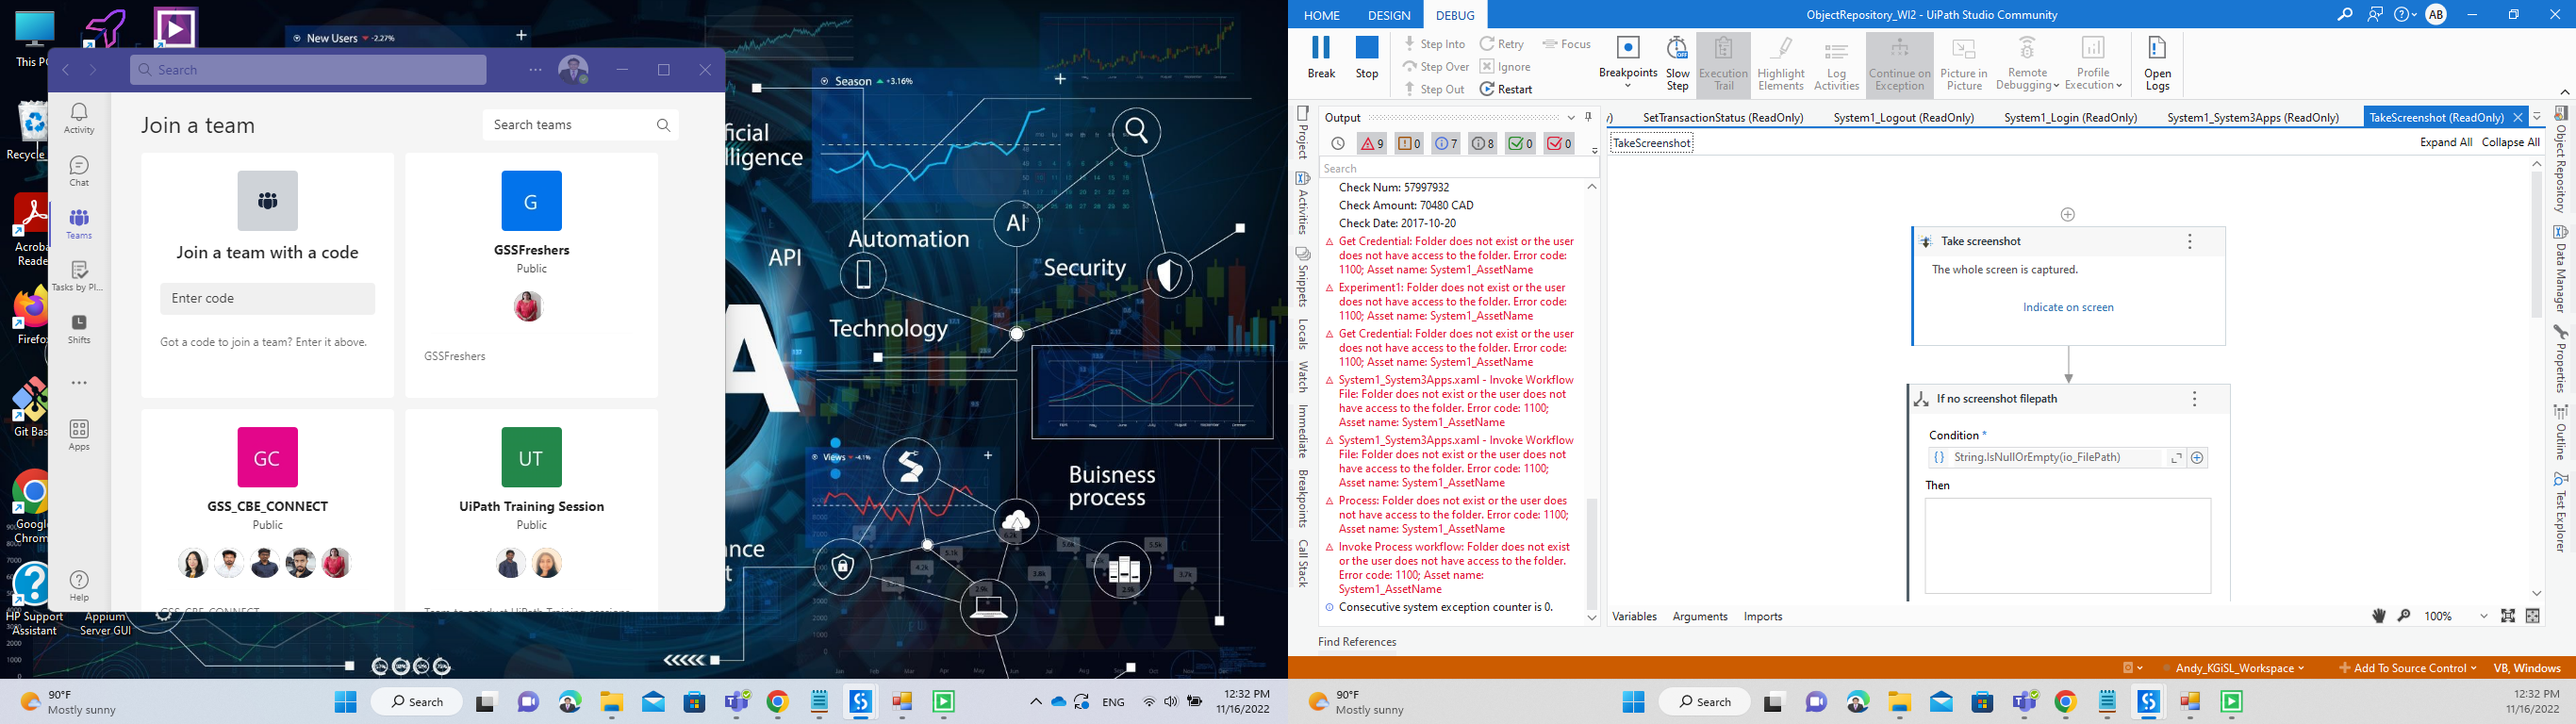 This PC
New Users -2.27%
Search
Join a team
Search teams
Activity
Chat
Teams
Tasks by Pl...
Shifts
Apps
Help
Join a team with a code
Enter code
Got a code to join a team? Enter it above.
G
GSSFreshers
Public
GSSFreshers
GC
GSS_CBE_CONNECT
Public
GSS_CBE_CONNECT
UT
UiPath Training Session
Public
Team to conduct UiPath Training sessions
Recycle
Acroba
Reade
Firefo
Git Bas
Google
Chrom
HP Support
Assistant
Appium
Server GUI
Season +3.16%
ficial
lligence
AI
API
Automation
Security
Technology
A
Views -4.1%
Buisness
process
nance
90°F
Mostly sunny
Search
ENG
12:32 PM
11/16/2022
HOME DESIGN DEBUG
ObjectRepository_WI2 - UiPath Studio Community
AB
Break
Stop
Step Into
Step Over
Step Out
Retry
Ignore
Restart
Focus
Breakpoints
Slow
Step
Execution
Trail
Highlight
Elements
Log
Activities
Continue on
Exception
Picture in
Picture
Remote
Debugging
Profile
Execution
Open
Logs
Project
Activities
Snippets
Locals
Watch
Immediate
Breakpoints
Call Stack
Output
9 0 7 8 0 0
Search
Check Num: 57997932
Check Amount: 70480 CAD
Check Date: 2017-10-20
Get Credential: Folder does not exist or the user
does not have access to the folder. Error code:
1100; Asset name: System1_AssetName
Experiment1: Folder does not exist or the user
does not have access to the folder. Error code:
1100; Asset name: System1_AssetName
Get Credential: Folder does not exist or the user
does not have access to the folder. Error code:
1100; Asset name: System1_AssetName
System1_System3Apps.xaml - Invoke Workflow
File: Folder does not exist or the user does not
have access to the folder. Error code: 1100;
Asset name: System1_AssetName
System1_System3Apps.xaml - Invoke Workflow
File: Folder does not exist or the user does not
have access to the folder. Error code: 1100;
Asset name: System1_AssetName
Process: Folder does not exist or the user does
not have access to the folder. Error code: 1100;
Asset name: System1_AssetName
Invoke Process workflow: Folder does not exist
or the user does not have access to the folder.
Error code: 1100; Asset name:
System1_AssetName
Consecutive system exception counter is 0.
Find References
SetTransactionStatus (ReadOnly) System1_Logout (ReadOnly) System1_Login (ReadOnly) System1_System3Apps (ReadOnly) TakeScreenshot (ReadOnly)
TakeScreenshot
Expand All Collapse All
Take screenshot
The whole screen is captured.
Indicate on screen
If no screenshot filepath
Condition *
String.IsNullOrEmpty(io_FilePath)
Then
Variables Arguments Imports
100%
Object Repository
Data Manager
Properties
Outline
Test Explorer
Andy_KGiSL_Workspace
Add To Source Control
VB, Windows
90°F
Mostly sunny
Search
12:32 PM
11/16/2022